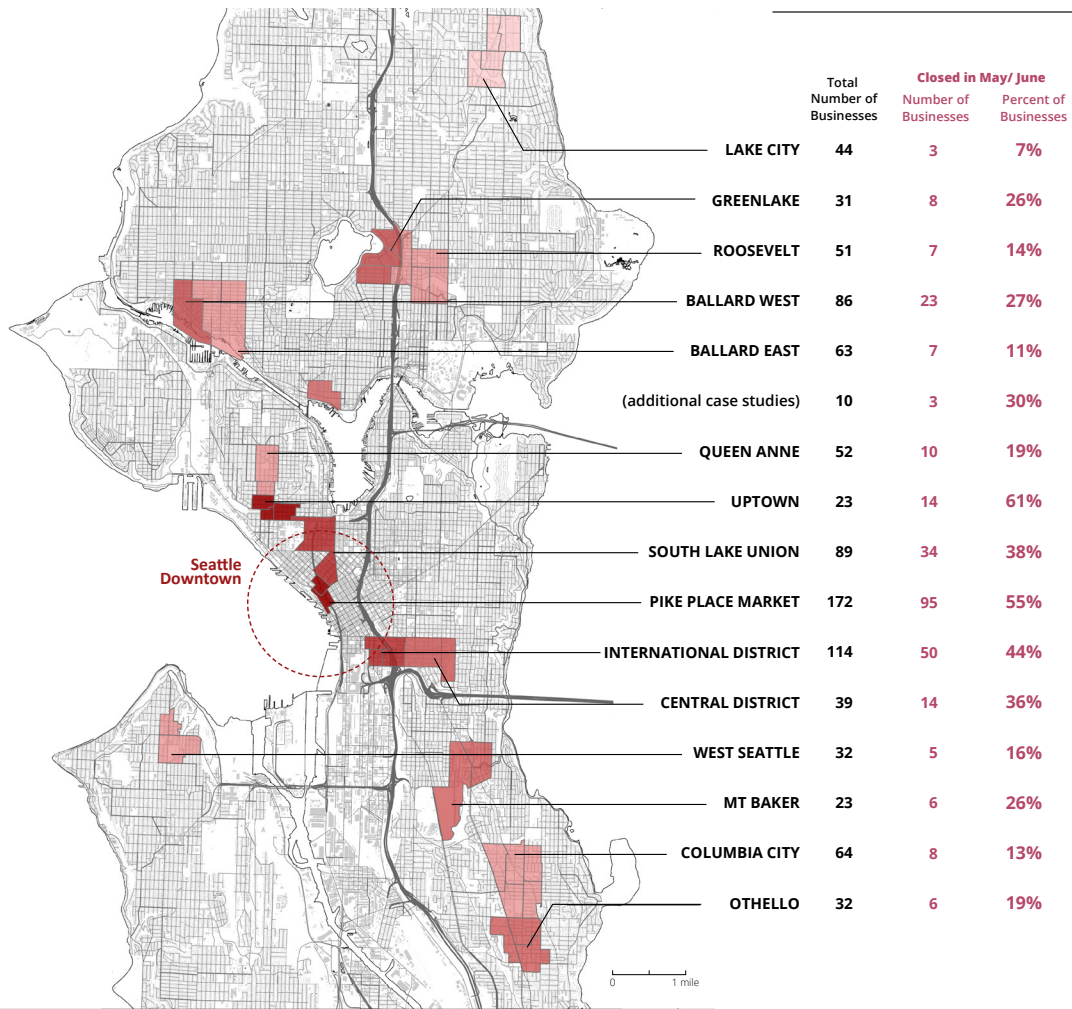 Total
Number of
Businesses
Closed in May/ June
Number of
Businesses
Percent of
Businesses
LAKE CITY 44 3 7%
GREENLAKE 31 8 26%
ROOSEVELT 51 7 14%
BALLARD WEST 86 23 27%
BALLARD EAST 63 7 11%
(additional case studies) 10 3 30%
QUEEN ANNE 52 10 19%
UPTOWN 23 14 61%
SOUTH LAKE UNION 89 34 38%
Seattle
Downtown
PIKE PLACE MARKET 172 95 55%
INTERNATIONAL DISTRICT 114 50 44%
CENTRAL DISTRICT 39 14 36%
WEST SEATTLE 32 5 16%
MT BAKER 23 6 26%
COLUMBIA CITY 64 8 13%
OTHELLO 32 6 19%
0 1 mile